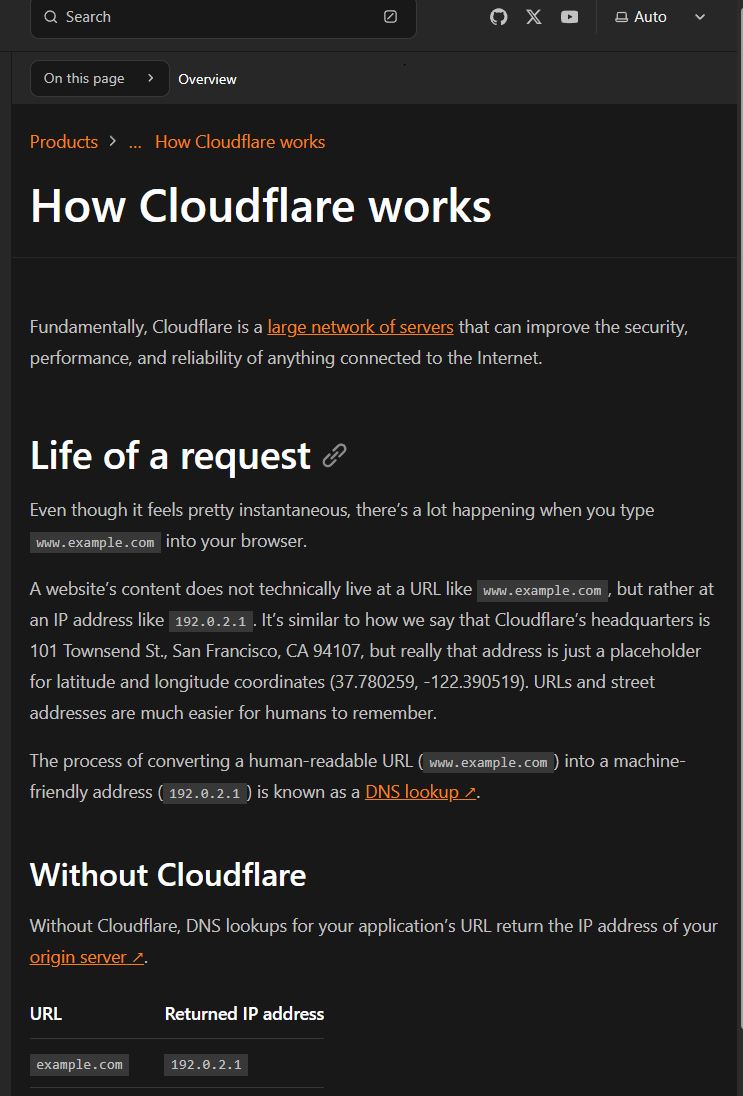 Search
Auto
On this page
Overview
Products > ... How Cloudflare works
How Cloudflare works
Fundamentally, Cloudflare is a large network of servers that can improve the security,
performance, and reliability of anything connected to the Internet.
Life of a request
Even though it feels pretty instantaneous, there’s a lot happening when you type
www.example.com into your browser.
A website’s content does not technically live at a URL like www.example.com, but rather at
an IP address like 192.0.2.1. It’s similar to how we say that Cloudflare’s headquarters is
101 Townsend St., San Francisco, CA 94107, but really that address is just a placeholder
for latitude and longitude coordinates (37.780259, -122.390519). URLs and street
addresses are much easier for humans to remember.
The process of converting a human-readable URL (www.example.com) into a machine-
friendly address (192.0.2.1) is known as a DNS lookup ↗.
Without Cloudflare
Without Cloudflare, DNS lookups for your application’s URL return the IP address of your
origin server ↗.
URL Returned IP address
example.com 192.0.2.1